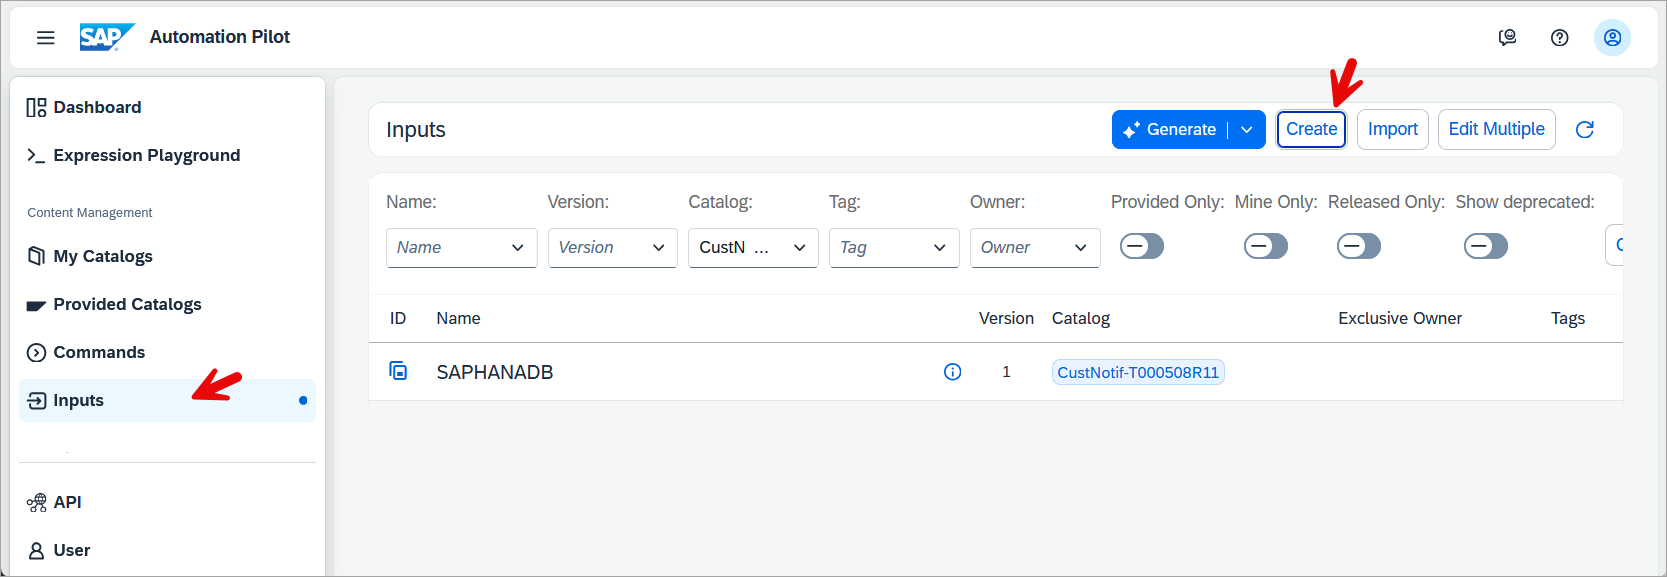 SAP Automation Pilot
Dashboard
Expression Playground
Content Management
My Catalogs
Provided Catalogs
Commands
Inputs
API
User
Inputs
Generate Create Import Edit Multiple
Name: Version: Catalog: Tag: Owner: Provided Only: Mine Only: Released Only: Show deprecated:
Name Version CustN ... Tag Owner
ID Name Version Catalog Exclusive Owner Tags
SAPHANADB 1 CustNotif-T000508R11